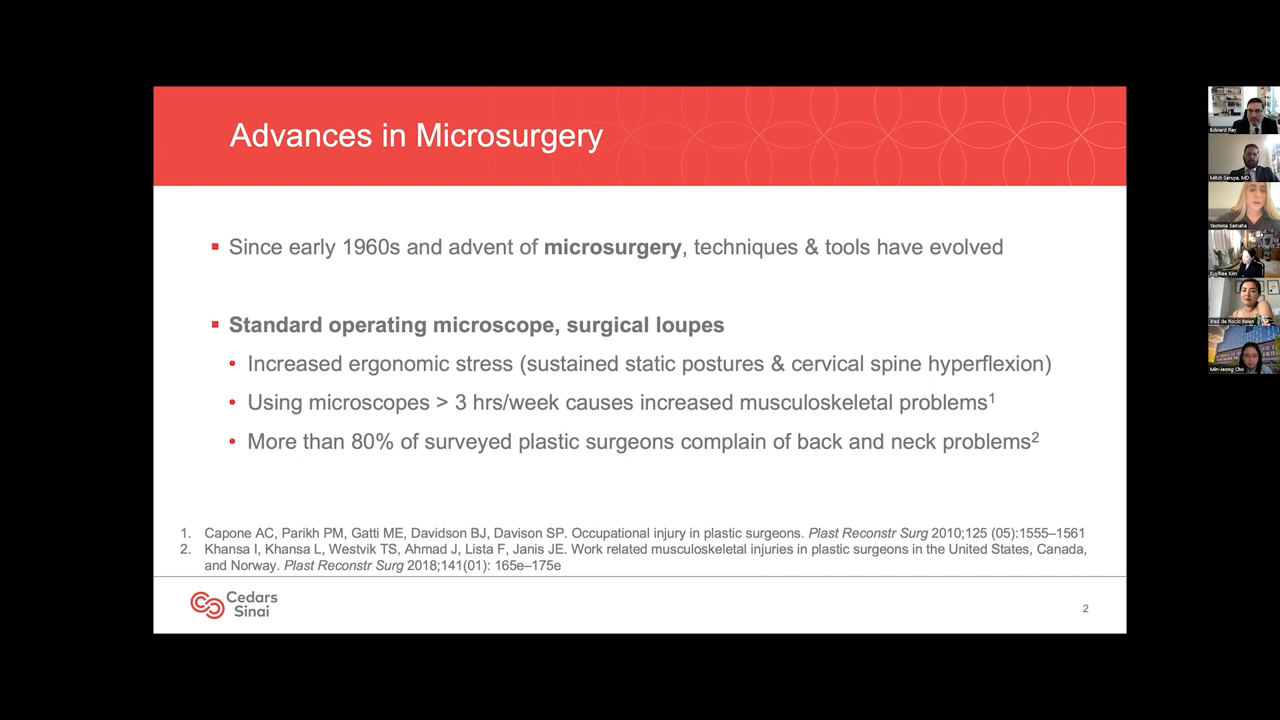 Advances in Microsurgery
Since early 1960s and advent of microsurgery, techniques & tools have evolved
Standard operating microscope, surgical loupes
Increased ergonomic stress (sustained static postures & cervical spine hyperflexion)
Using microscopes > 3 hrs/week causes increased musculoskeletal problems1
More than 80% of surveyed plastic surgeons complain of back and neck problems2
1. Capone AC, Parikh PM, Gatti ME, Davidson BJ, Davison SP. Occupational injury in plastic surgeons. Plast Reconstr Surg 2010;125 (05):1555–1561
2. Khansa I, Khansa L, Westvik TS, Ahmad J, Lista F, Janis JE. Work related musculoskeletal injuries in plastic surgeons in the United States, Canada,
and Norway. Plast Reconstr Surg 2018;141(01): 165e–175e
Cedars
Sinai
2
Edward Ray
Mitch Seruya, MD
Yasmina Samaha
Kim
de Rocio
Min-Jeong Cho